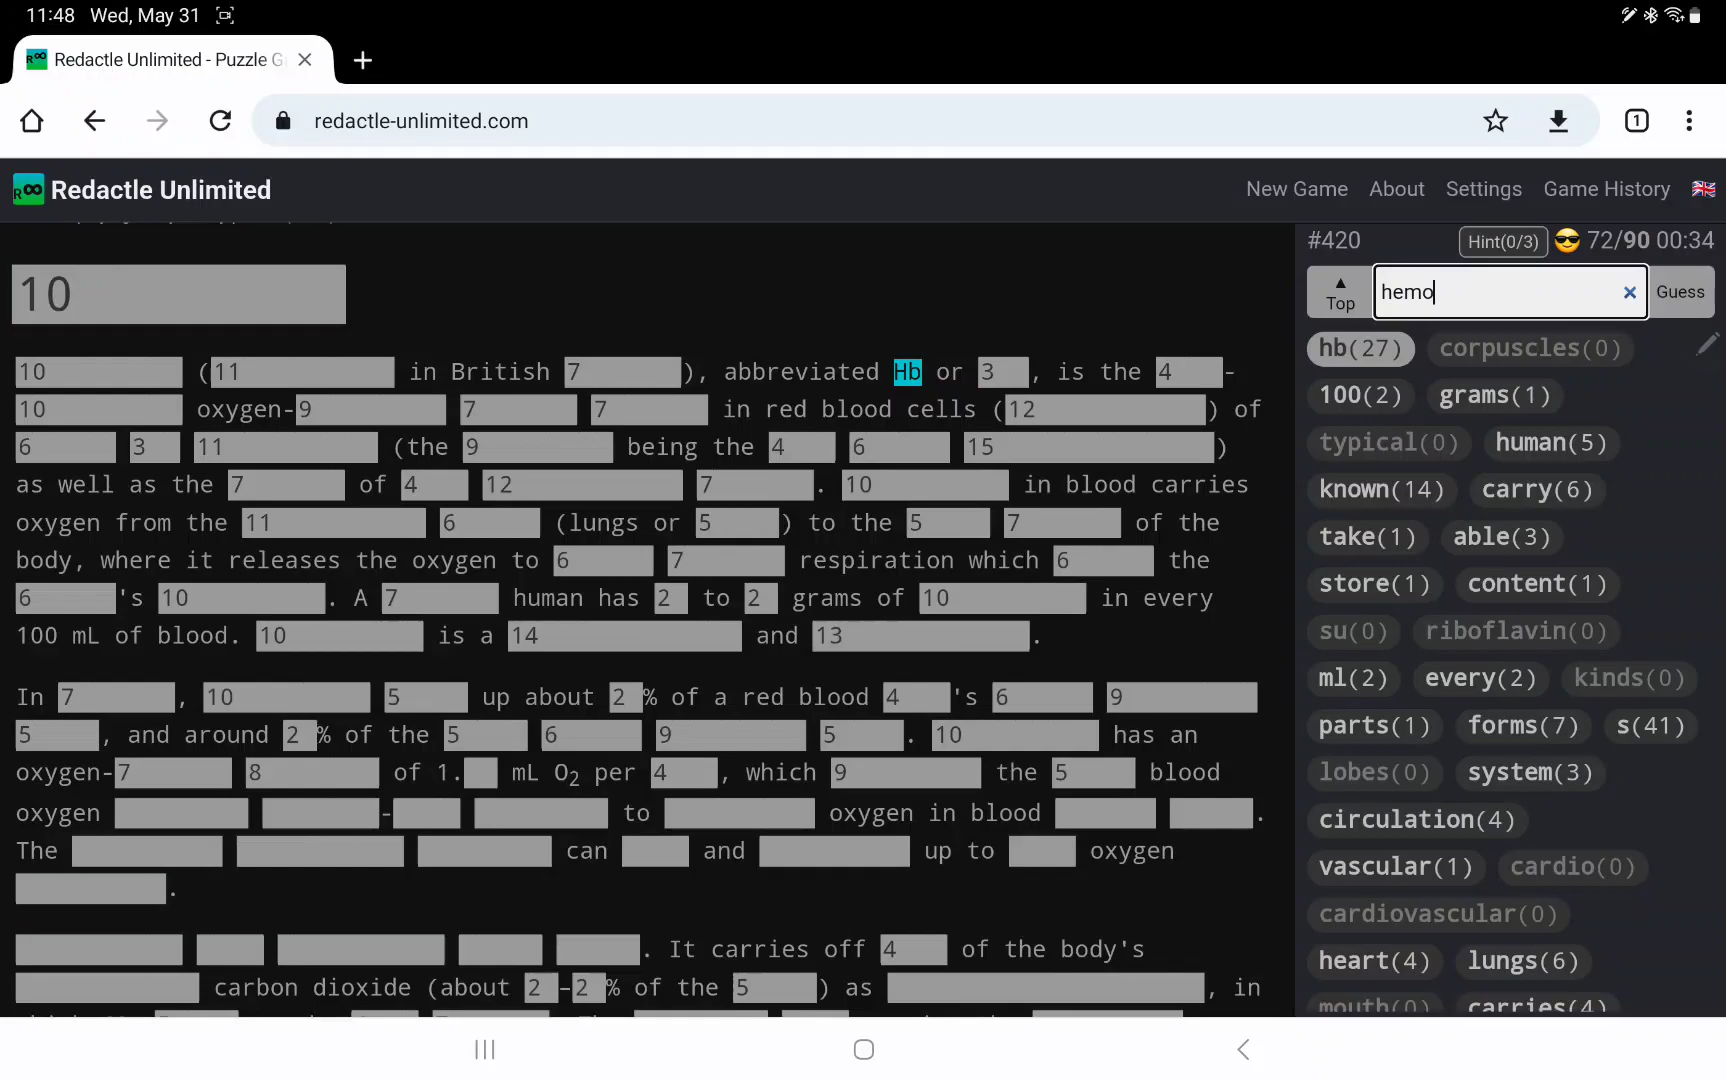 11:48 Wed, May 31
Redactle Unlimited - Puzzle G
redactle-unlimited.com
R∞ Redactle Unlimited
New Game About Settings Game History
#420 Hint(0/3) 😎 72/90 00:34
▲ Top hemo × Guess
10
10 (11 in British 7), abbreviated Hb or 3, is the 4-
10 oxygen-9 7 7 in red blood cells (12) of
6 3 11 (the 9 being the 4 6 15)
as well as the 7 of 4 12 7. 10 in blood carries
oxygen from the 11 6 (lungs or 5) to the 5 7 of the
body, where it releases the oxygen to 6 7 respiration which 6 the
6's 10. A 7 human has 2 to 2 grams of 10 in every
100 mL of blood. 10 is a 14 and 13.
In 7, 10 5 up about 2% of a red blood 4's 6 9
5, and around 2% of the 5 6 9 5. 10 has an
oxygen-7 8 of 1. mL O₂ per 4, which 9 the 5 blood
oxygen - to oxygen in blood .
The can and up to oxygen
.
. It carries off 4 of the body's
carbon dioxide (about 2-2% of the 5) as , in
hb(27) corpuscles(0)
100(2) grams(1)
typical(0) human(5)
known(14) carry(6)
take(1) able(3)
store(1) content(1)
su(0) riboflavin(0)
ml(2) every(2) kinds(0)
parts(1) forms(7) s(41)
lobes(0) system(3)
circulation(4)
vascular(1) cardio(0)
cardiovascular(0)
heart(4) lungs(6)
mouth(0) carries(4)